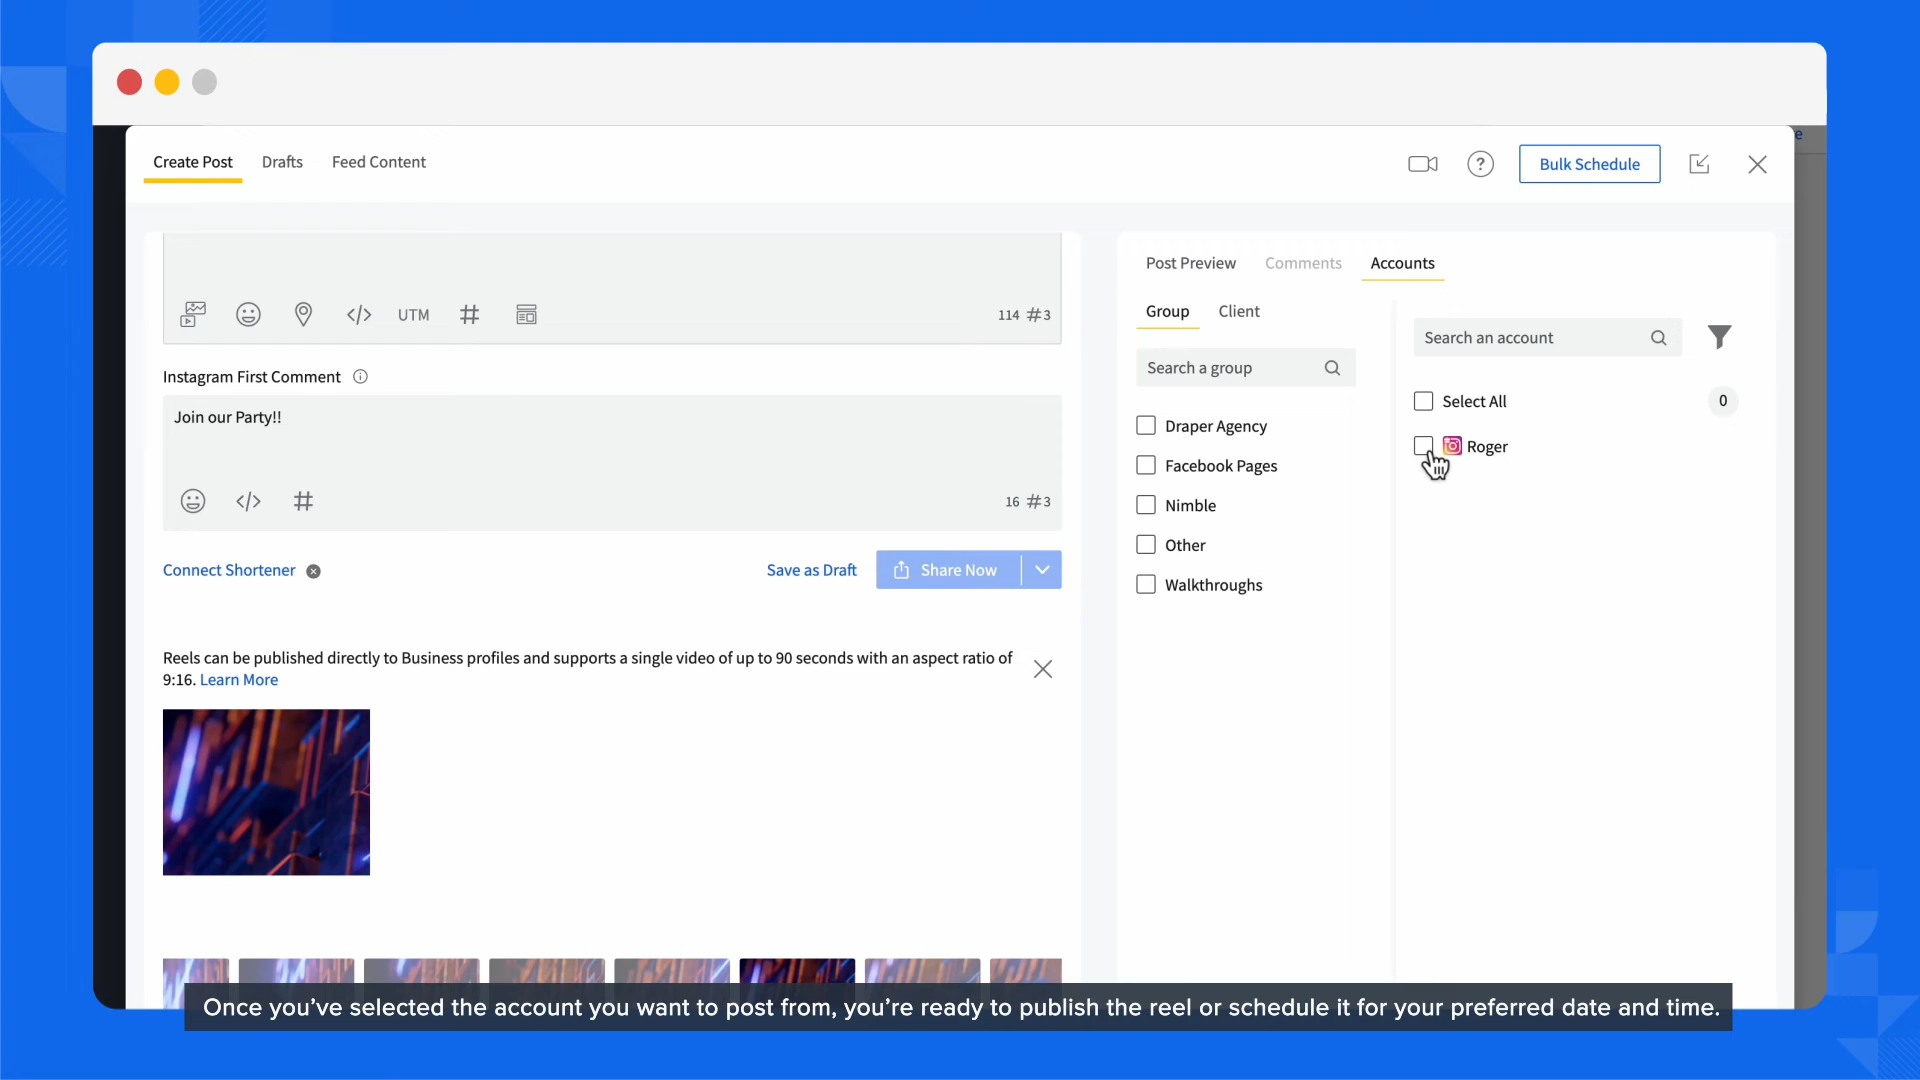 Create Post Drafts Feed Content
Bulk Schedule
UTM
114 #3
Instagram First Comment
Join our Party!!
16 #3
Connect Shortener
Save as Draft
Share Now
Reels can be published directly to Business profiles and supports a single video of up to 90 seconds with an aspect ratio of
9:16. Learn More
Post Preview Comments Accounts
Group Client
Search a group
Draper Agency
Facebook Pages
Nimble
Other
Walkthroughs
Search an account
Select All 0
Roger
Once you’ve selected the account you want to post from, you’re ready to publish the reel or schedule it for your preferred date and time.